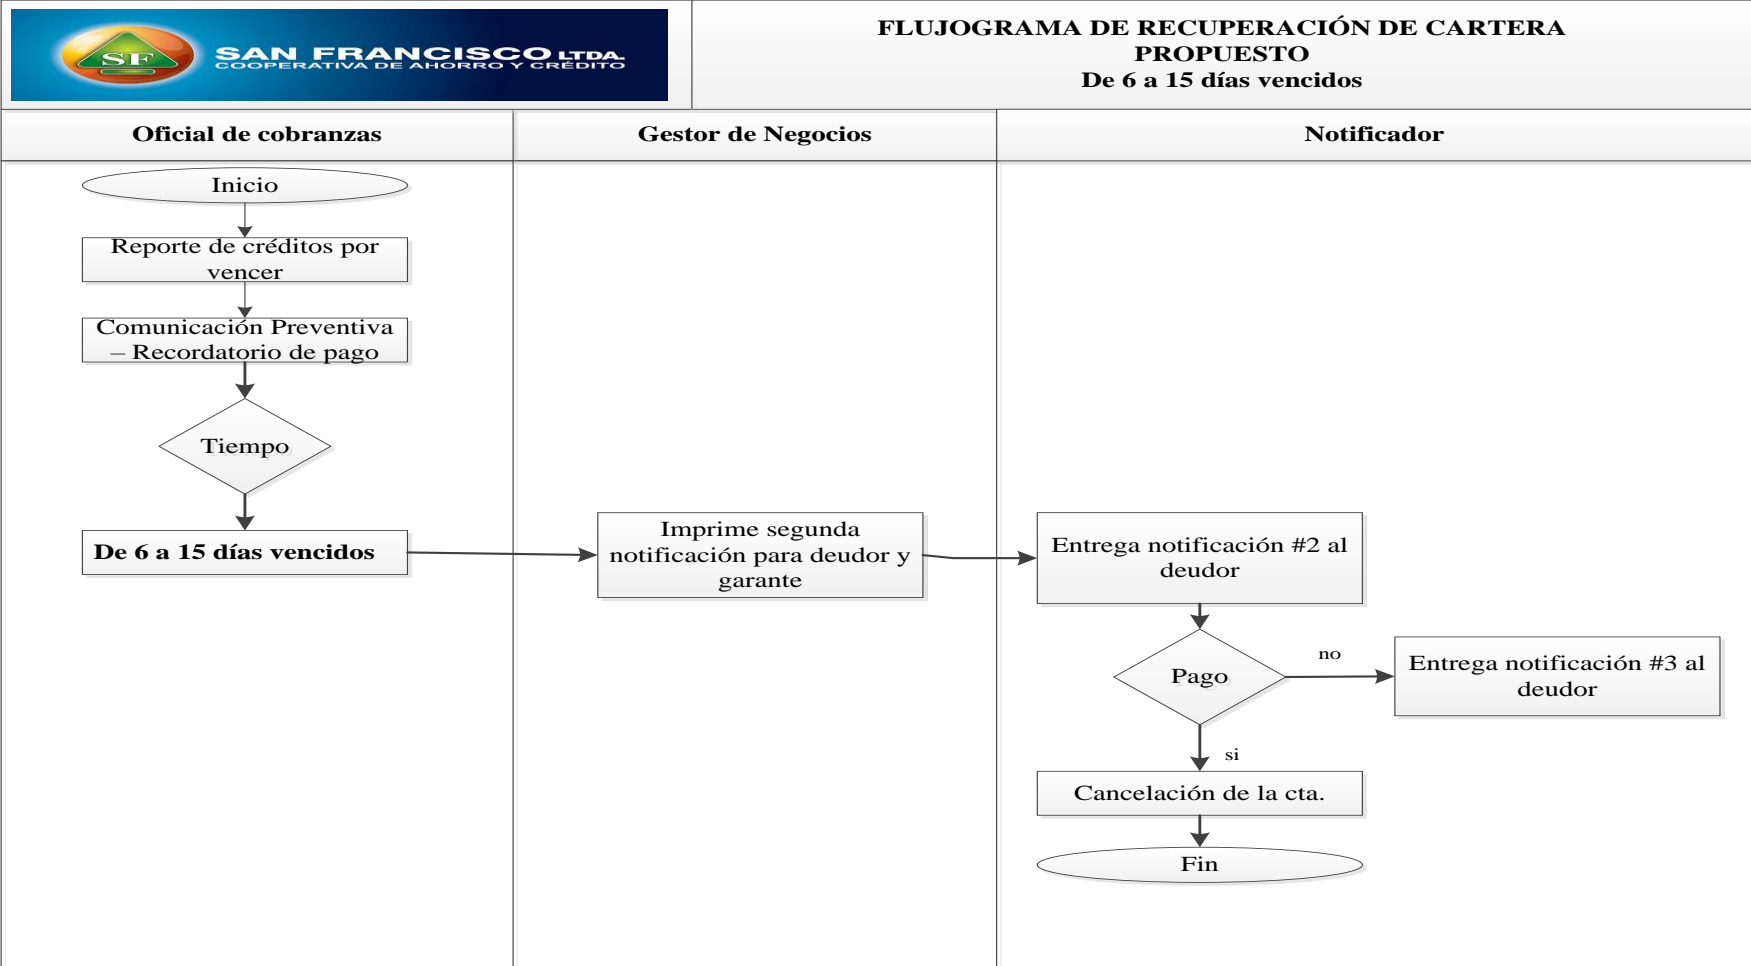 SF
SAN FRANCISCO LTDA.
COOPERATIVA DE AHORRO Y CRÉDITO
FLUJOGRAMA DE RECUPERACIÓN DE CARTERA
PROPUESTO
De 6 a 15 días vencidos
Oficial de cobranzas
Gestor de Negocios
Notificador
Inicio
Reporte de créditos por
vencer
Comunicación Preventiva
– Recordatorio de pago
Tiempo
De 6 a 15 días vencidos
Imprime segunda
notificación para deudor y
garante
Entrega notificación #2 al
deudor
Pago
no
Entrega notificación #3 al
deudor
si
Cancelación de la cta.
Fin